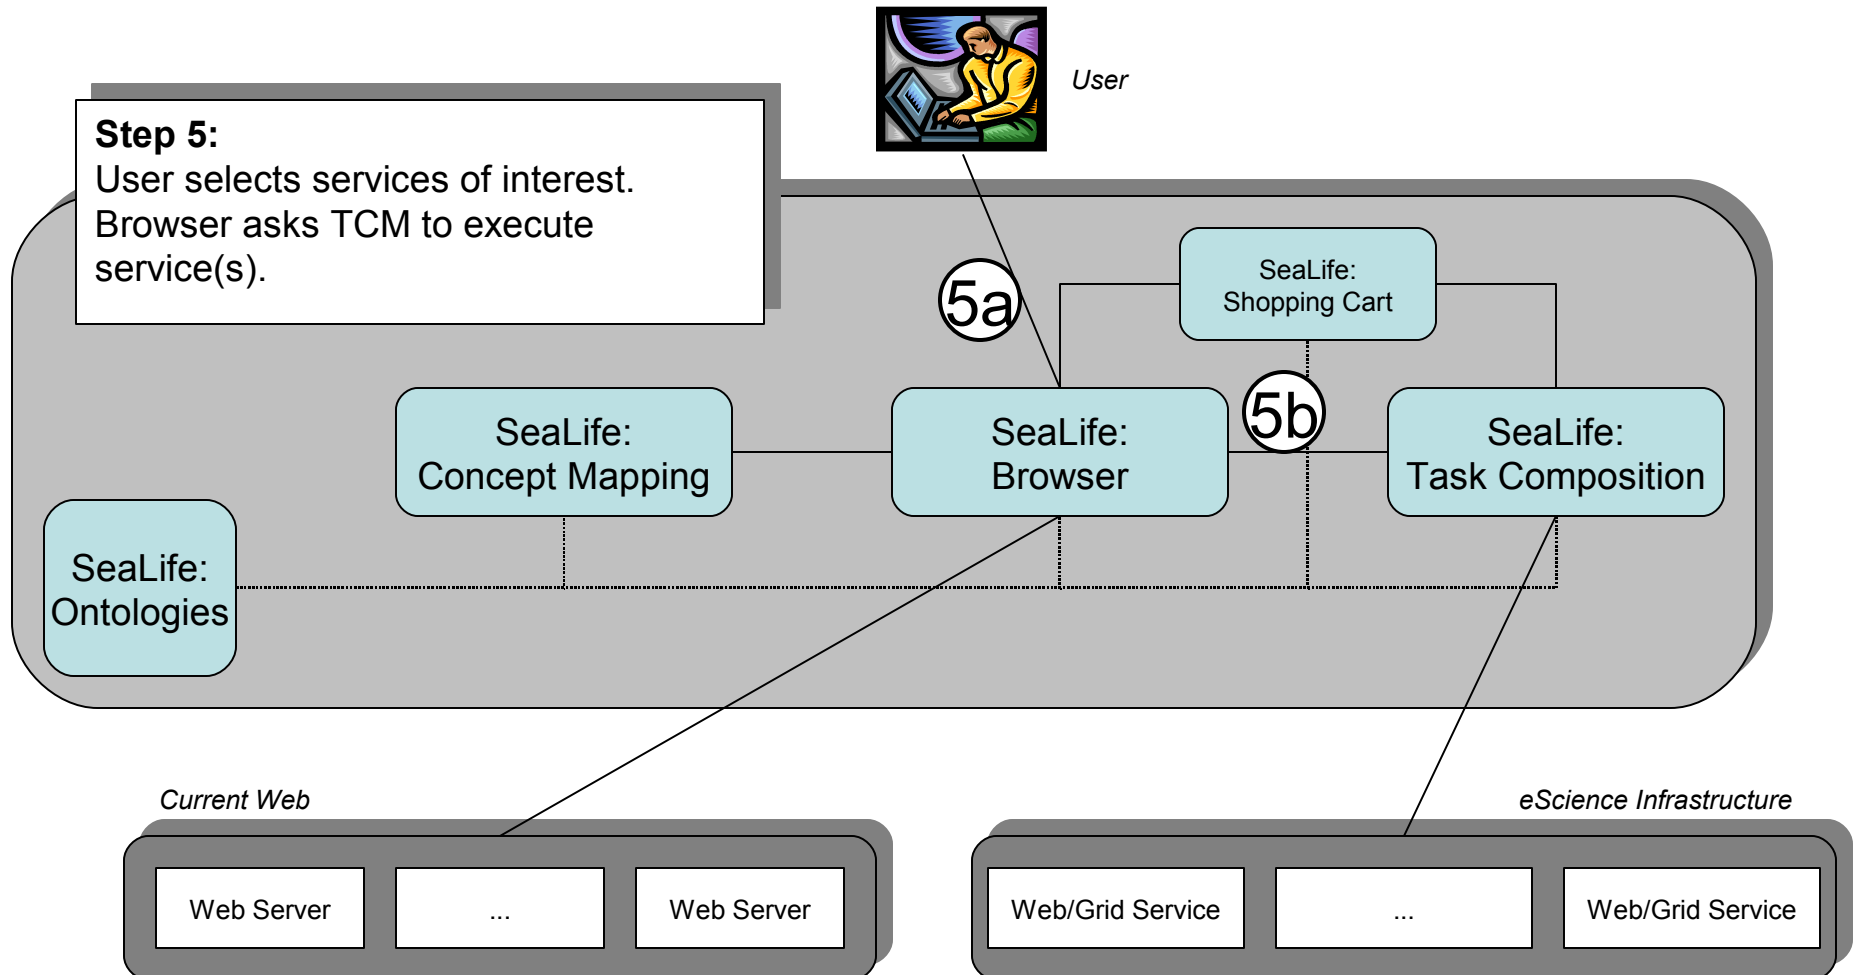 User
Step 5:
User selects services of interest.
Browser asks TCM to execute
service(s).
5a
SeaLife:
Shopping Cart
5b
SeaLife:
Concept Mapping
SeaLife:
Browser
SeaLife:
Task Composition
SeaLife:
Ontologies
Current Web
eScience Infrastructure
Web Server
...
Web Server
Web/Grid Service
...
Web/Grid Service